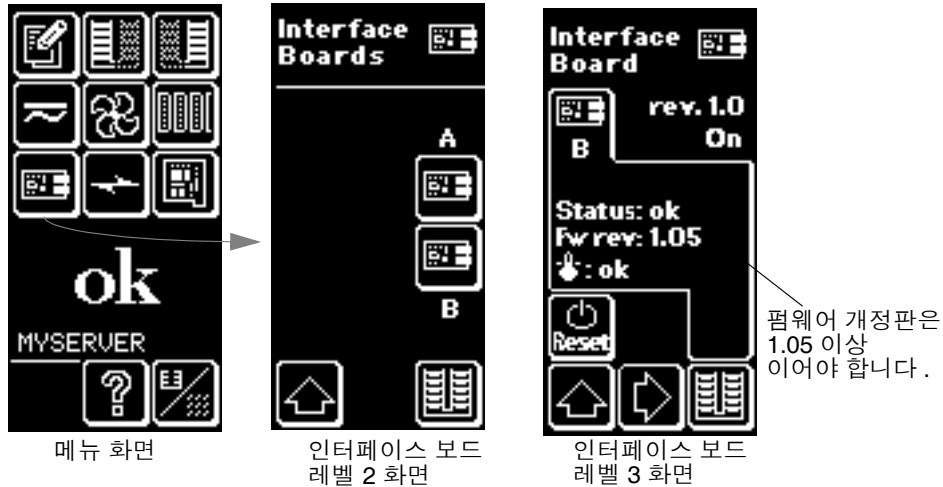 ok
MYSERVER
메뉴 화면
Interface
Boards
A
B
인터페이스 보드
레벨 2 화면
Interface
Board
rev. 1.0
On
B
Status: ok
Fw rev: 1.05
: ok
Reset
인터페이스 보드
레벨 3 화면
펌웨어 개정판은
1.05 이상
이어야 합니다 .